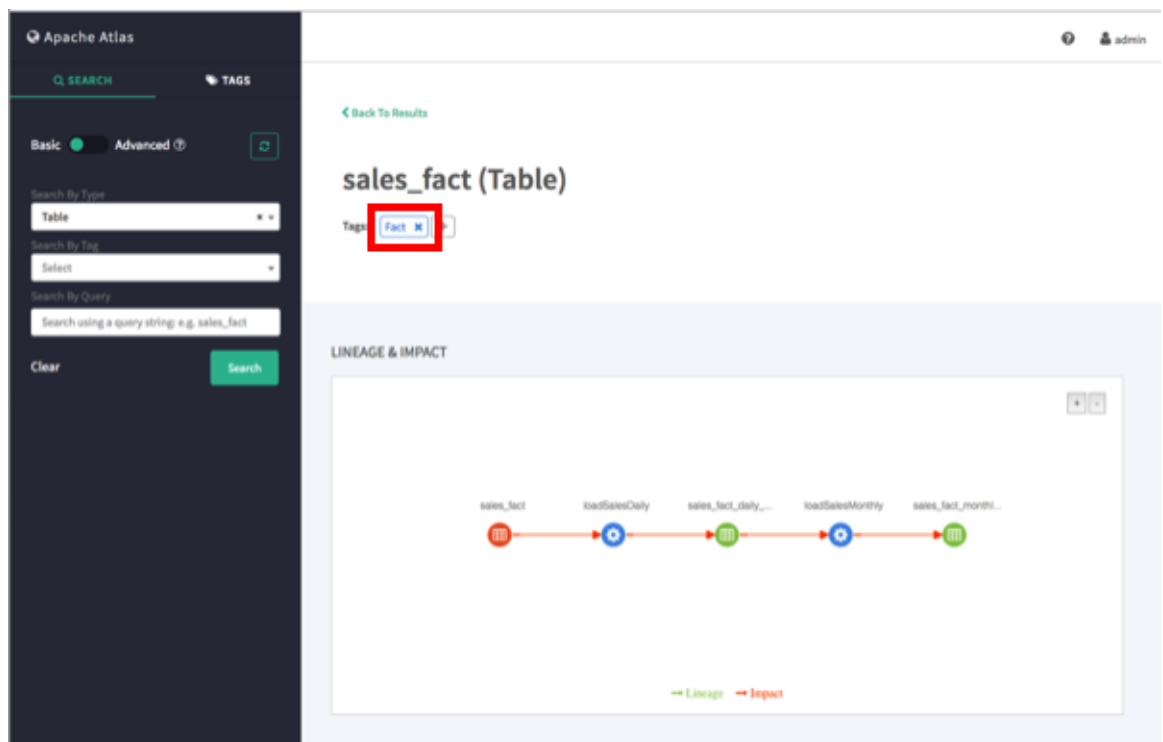 Apache Atlas
admin
SEARCH TAGS
Back To Results
Basic Advanced
sales_fact (Table)
Search By Type
Table
Tags: Fact
Search By Tag
Select
Search By Query
Search using a query string: e.g. sales_fact
Clear Search
LINEAGE & IMPACT
+ -
sales_fact loadSalesDaily sales_fact_daily_... loadSalesMonthly sales_fact_monthl...
Lineage Impact